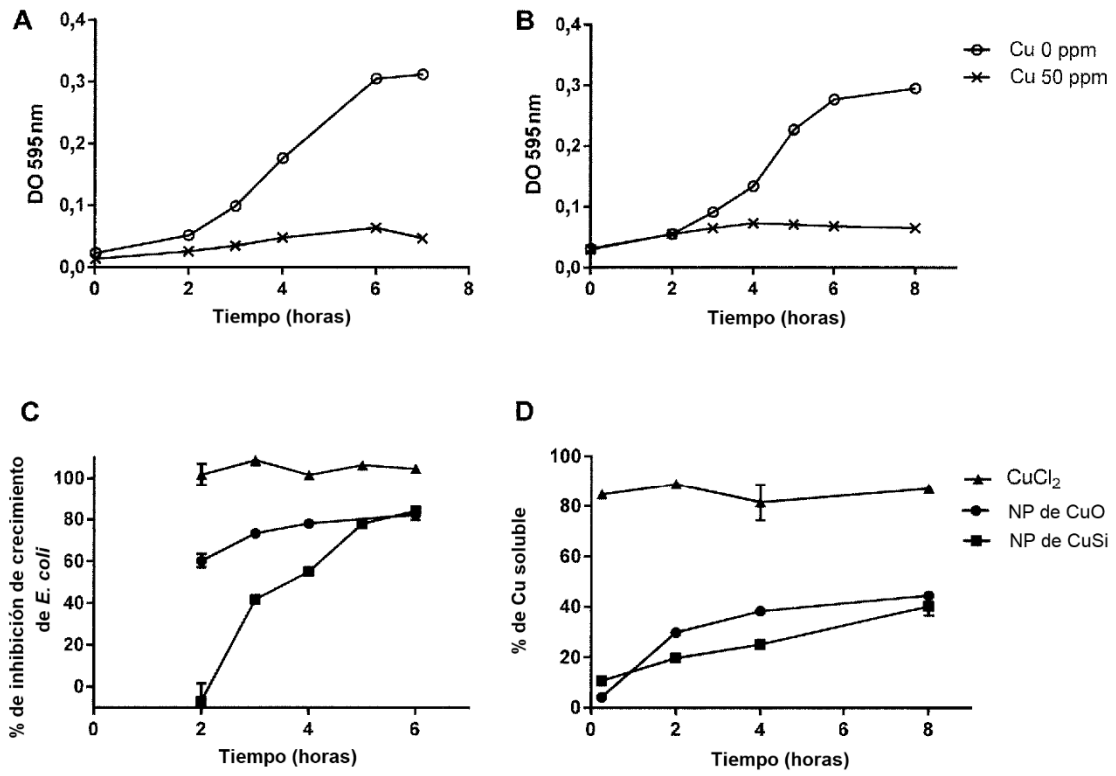 A
0,4
0,3
0,2
0,1
0,0
DO 595 nm
0 2 4 6 8
Tiempo (horas)
B
0,4
0,3
0,2
0,1
0,0
DO 595 nm
0 2 4 6 8
Tiempo (horas)
Cu 0 ppm
Cu 50 ppm
C
100
80
60
40
20
0
% de inhibición de crecimiento
de E. coli
0 2 4 6
Tiempo (horas)
D
100
80
60
40
20
0
% de Cu soluble
0 2 4 6 8
Tiempo (horas)
CuCl₂
NP de CuO
NP de CuSi